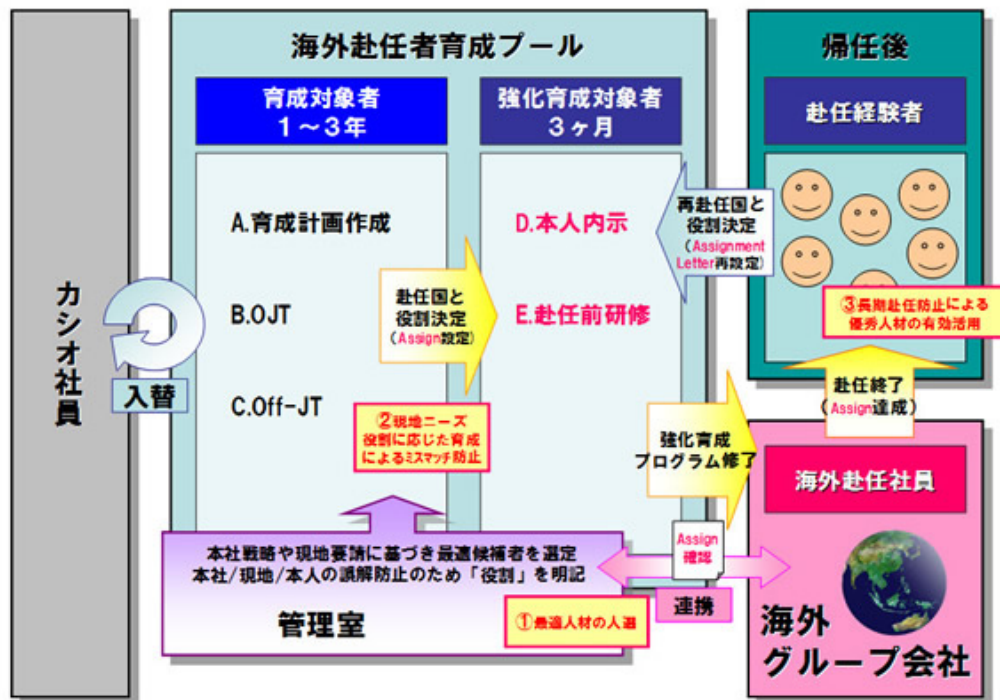 カシオ社員
入替
海外赴任者育成プール
育成対象者
1～3年
A.育成計画作成
B.OJT
C.Off-JT
赴任国と
役割決定
(Assign設定)
②現地ニーズ
役割に応じた育成
によるミスマッチ防止
強化育成対象者
3ヶ月
D.本人内示
E.赴任前研修
再赴任国と
役割決定
(Assignment
Letter再設定)
強化育成
プログラム修了
本社戦略や現地要請に基づき最適候補者を選定
本社/現地/本人の誤解防止のため「役割」を明記
管理室
①最適人材の人選
Assign
確認
連携
帰任後
赴任経験者
③長期赴任防止による
優秀人材の有効活用
赴任終了
(Assign達成)
海外赴任社員
海外
グループ会社